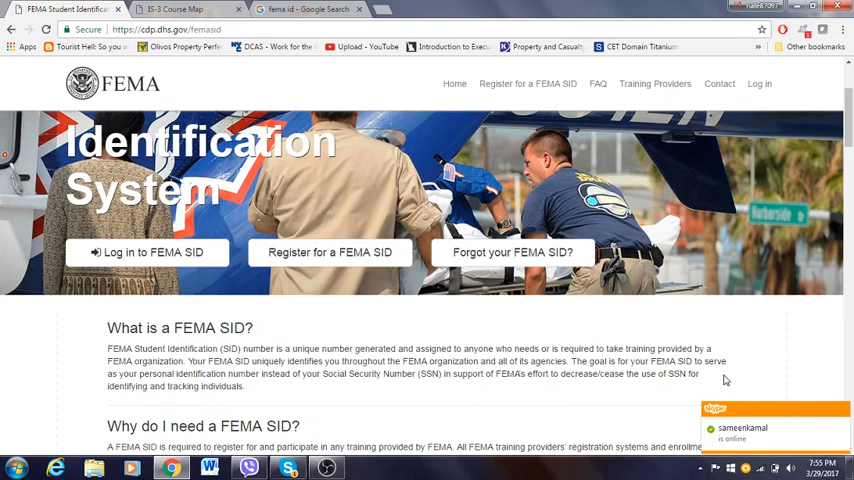 nate87097
FEMA Student Identificat
IS-3 Course Map
fema id - Google Search
Secure
https://cdp.dhs.gov/femasid
Apps
Tourist Hell: So you d
Olivos Properties, En
DCAS - Work for the
Upload - YouTube
Introduction to Execu
Property and Casualty
CET Domain Titanium
»
Other bookmarks
FEMA
Home
Register for a FEMA SID
FAQ
Training Providers
Contact
Log in
Identification
System
Harborside Dr
Log in to FEMA SID
Register for a FEMA SID
Forgot your FEMA SID?
What is a FEMA SID?
FEMA Student Identification (SID) number is a unique number generated and assigned to anyone who needs or is required to take training provided by a
FEMA organization. Your FEMA SID uniquely identifies you throughout the FEMA organization and all of its agencies. The goal is for your FEMA SID to serve
as your personal identification number instead of your Social Security Number (SSN) in support of FEMA's effort to decrease/cease the use of SSN for
identifying and tracking individuals.
Why do I need a FEMA SID?
A FEMA SID is required to register for and participate in any training provided by FEMA. All FEMA training providers' registration systems and enrollme
skype
sameenkamal
is online
7:55 PM
3/29/2017